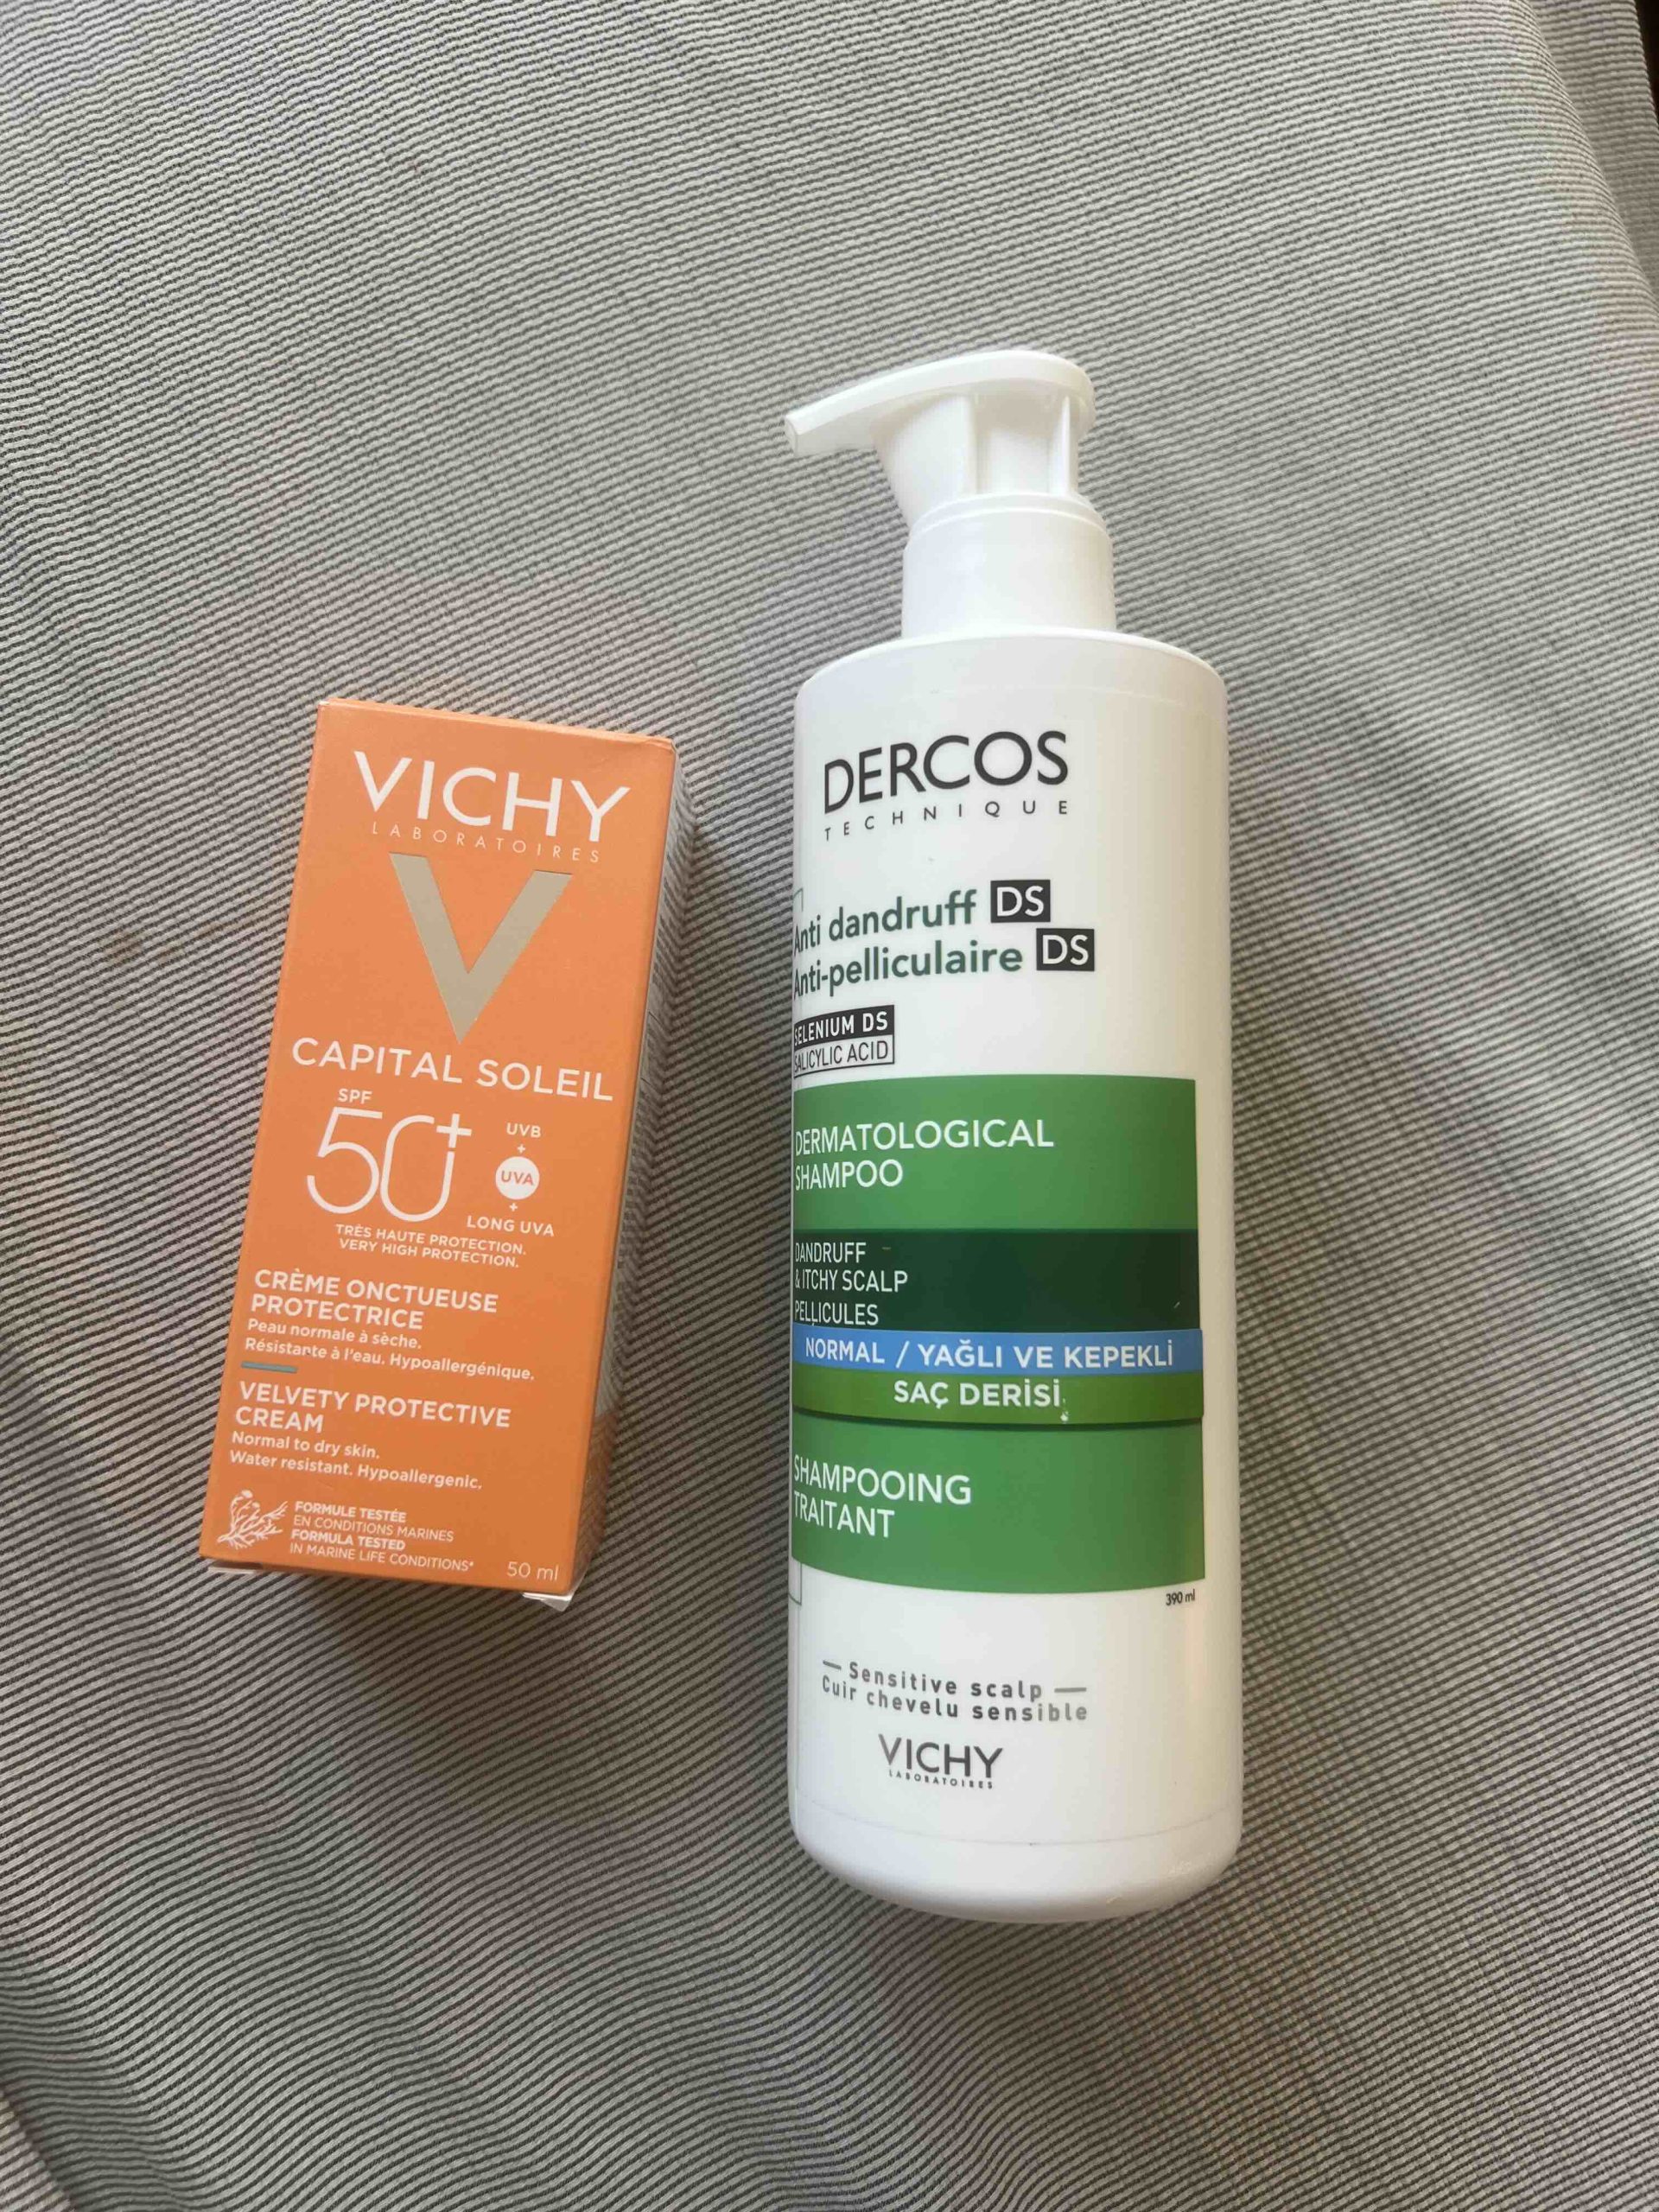 VICHY
LABORATOIRES
CAPITAL SOLEIL
SPF
50+
UVB
+
UVA
+
LONG UVA
TRÈS HAUTE PROTECTION.
VERY HIGH PROTECTION.
CRÈME ONCTUEUSE
PROTECTRICE
Peau normale à sèche.
Résistante à l'eau. Hypoallergénique.
VELVETY PROTECTIVE
CREAM
Normal to dry skin.
Water resistant. Hypoallergenic.
FORMULE TESTÉE
EN CONDITIONS MARINES
FORMULA TESTED
IN MARINE LIFE CONDITIONS*
50 ml
DERCOS
TECHNIQUE
Anti dandruff DS
Anti-pelliculaire DS
SELENIUM DS
SALICYLIC ACID
DERMATOLOGICAL
SHAMPOO
DANDRUFF
& ITCHY SCALP
PELLICULES
NORMAL / YAĞLI VE KEPEKLİ
SAÇ DERİSİ
SHAMPOOING
TRAITANT
390 ml
Sensitive scalp
Cuir chevelu sensible
VICHY
LABORATOIRES